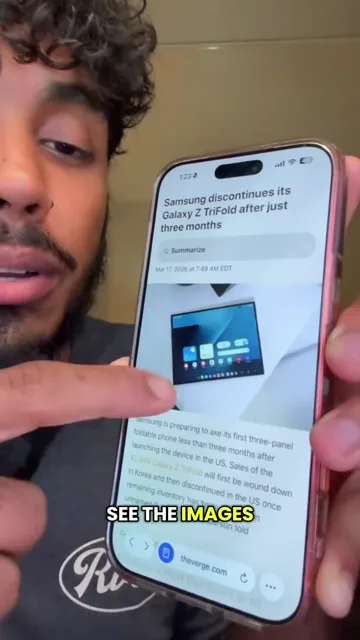 1:23
Samsung discontinues its
Galaxy Z TriFold after just
three months
Summarize
Mar 17, 2026 at 7:49 AM EDT
Samsung is preparing to axe its first three-panel
foldable phone less than three months after
launching the device in the US. Sales of the
Galaxy Z TriFold will first be wound down
in Korea and then discontinued in the US once
remaining inventory has
told
SEE THE IMAGES
theverge.com